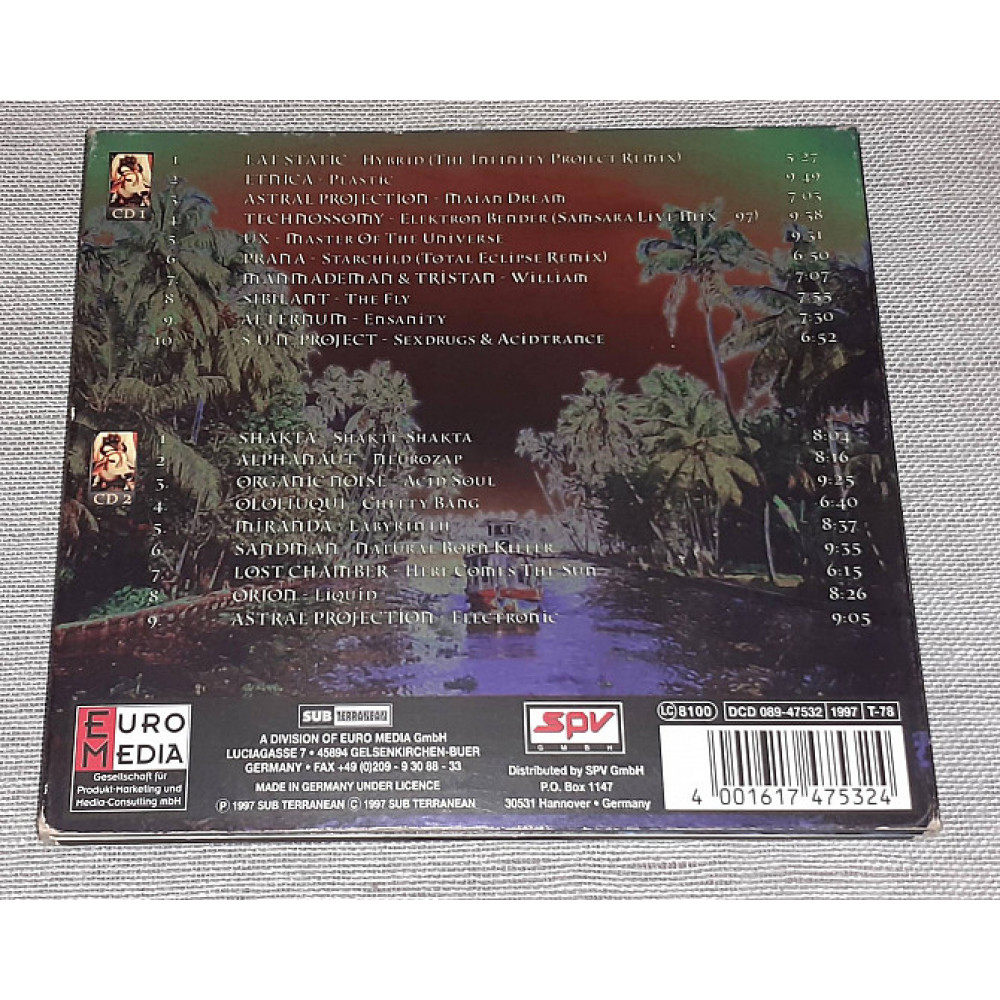 1. EAT STATIC - HYBRID (THE INFINITY PROJECT REMIX) 5:27
2. ETNICA - PLASTIC 9:49
3. ASTRAL PROJECTION - MAIAN DREAM 7:03
4. TECHNOSSOMY - ELEKTRON BENDER (SAMSARA LIVE MIX 97) 9:38
5. UX - MASTER OF THE UNIVERSE 9:31
6. PRANA - STARCHILD (TOTAL ECLIPSE REMIX) 6:50
7. MANMADEMAN & TRISTAN - WILLIAM 7:07
8. SIBILANT - THE FLY 7:55
9. AETERNUM - ENSANITY 7:30
10. S.U.N. PROJECT - SEXDRUGS & ACIDTRANCE 6:52
CD 1
1. SHAKTA - SHAKTI SHAKTA 8:04
2. ALPHANAUT - NEUROZAP 8:16
3. ORGANIC NOISE - ACID SOUL 9:25
4. OLOLIUQUI - CHITTY BANG 6:40
5. MIRANDA - LABYRINTH 8:37
6. SANDMAN - NATURAL BORN KILLER 9:35
7. LOST CHAMBER - HERE COMES THE SUN 6:15
8. ORION - LIQUID 8:26
9. ASTRAL PROJECTION - ELECTRONIC 9:05
CD 2
EURO
MEDIA
Gesellschaft für
Produkt-Marketing und
Media-Consulting mbH
SUB TERRANEAN
A DIVISION OF EURO MEDIA GmbH
LUCIAGASSE 7 • 45894 GELSENKIRCHEN-BUER
GERMANY • FAX +49 (0)209 - 9 30 88 - 33
MADE IN GERMANY UNDER LICENCE
Ⓟ 1997 SUB TERRANEAN Ⓒ 1997 SUB TERRANEAN
SPV
GMBH
Distributed by SPV GmbH
P.O. Box 1147
30531 Hannover • Germany
LC 8100 DCD 089-47532 1997 T-78
4 001617 475324